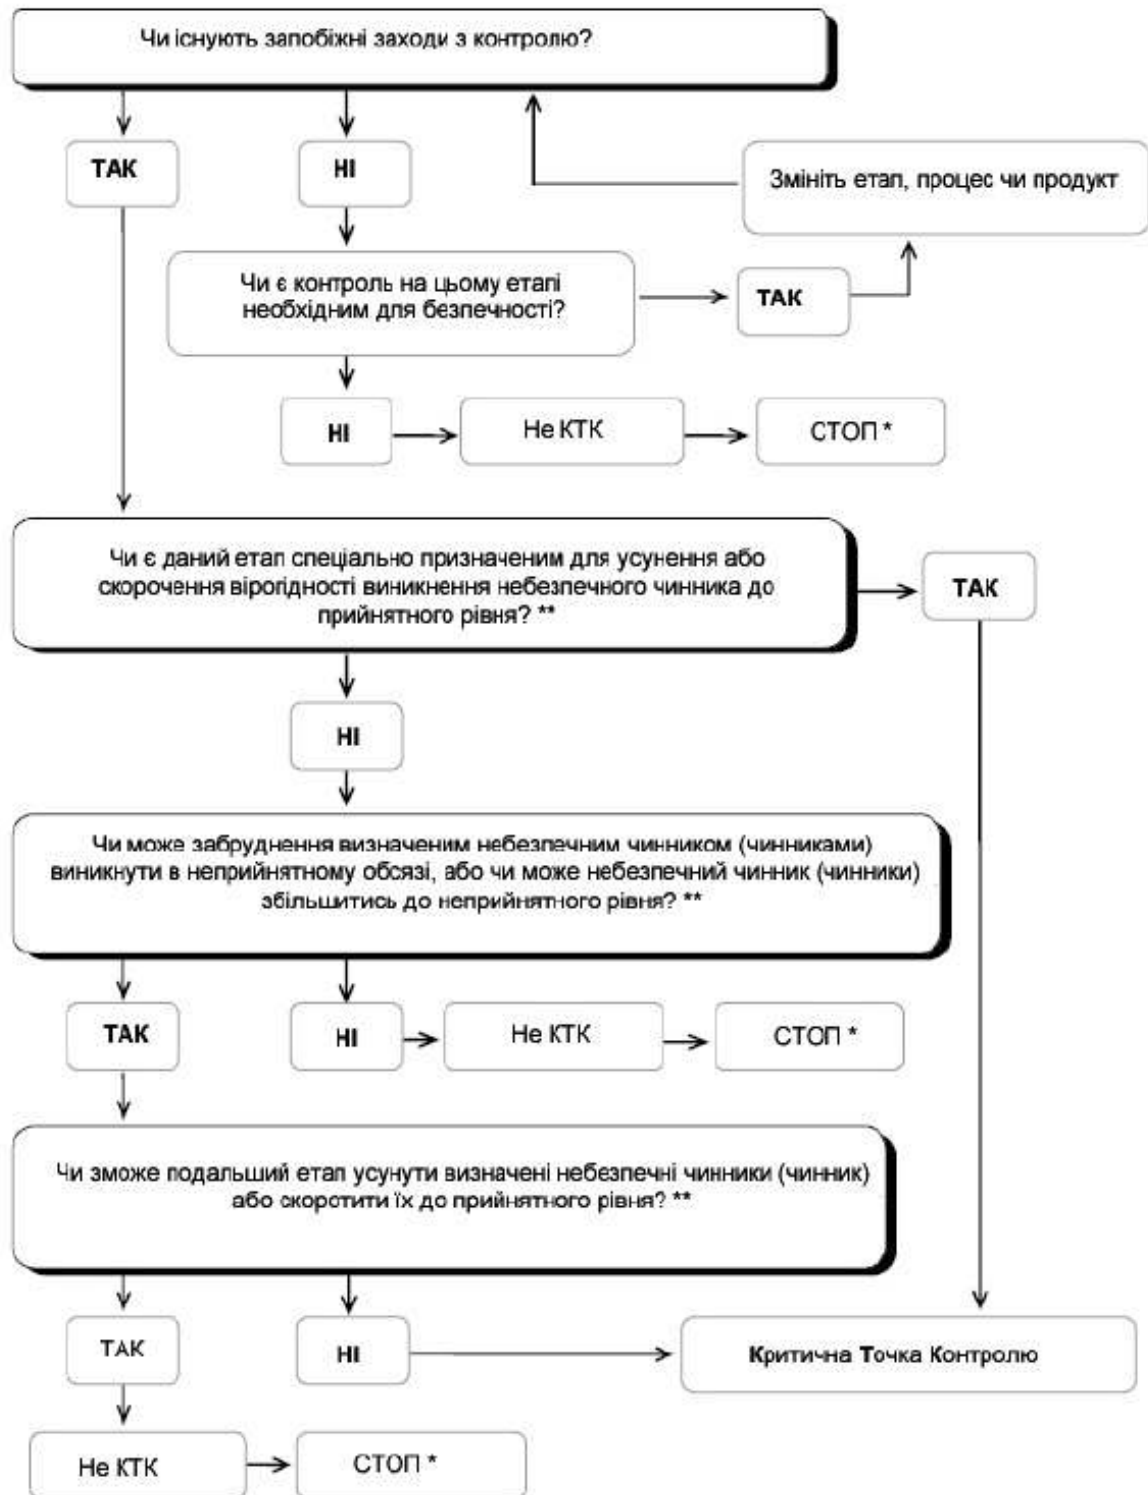 Чи існують запобіжні заходи з контролю?
ТАК
НІ
Змініть етап, процес чи продукт
Чи є контроль на цьому етапі
необхідним для безпечності?
ТАК
НІ
Не КТК
СТОП *
Чи є даний етап спеціально призначеним для усунення або
скорочення вірогідності виникнення небезпечного чинника до
прийнятного рівня? **
ТАК
НІ
Чи може забруднення визначеним небезпечним чинником (чинниками)
виникнути в неприйнятному обсязі, або чи може небезпечний чинник (чинники)
збільшитись до неприйнятного рівня? **
ТАК
НІ
Не КТК
СТОП *
Чи зможе подальший етап усунути визначені небезпечні чинники (чинник)
або скоротити їх до прийнятного рівня? **
ТАК
НІ
Критична Точка Контролю
Не КТК
СТОП *